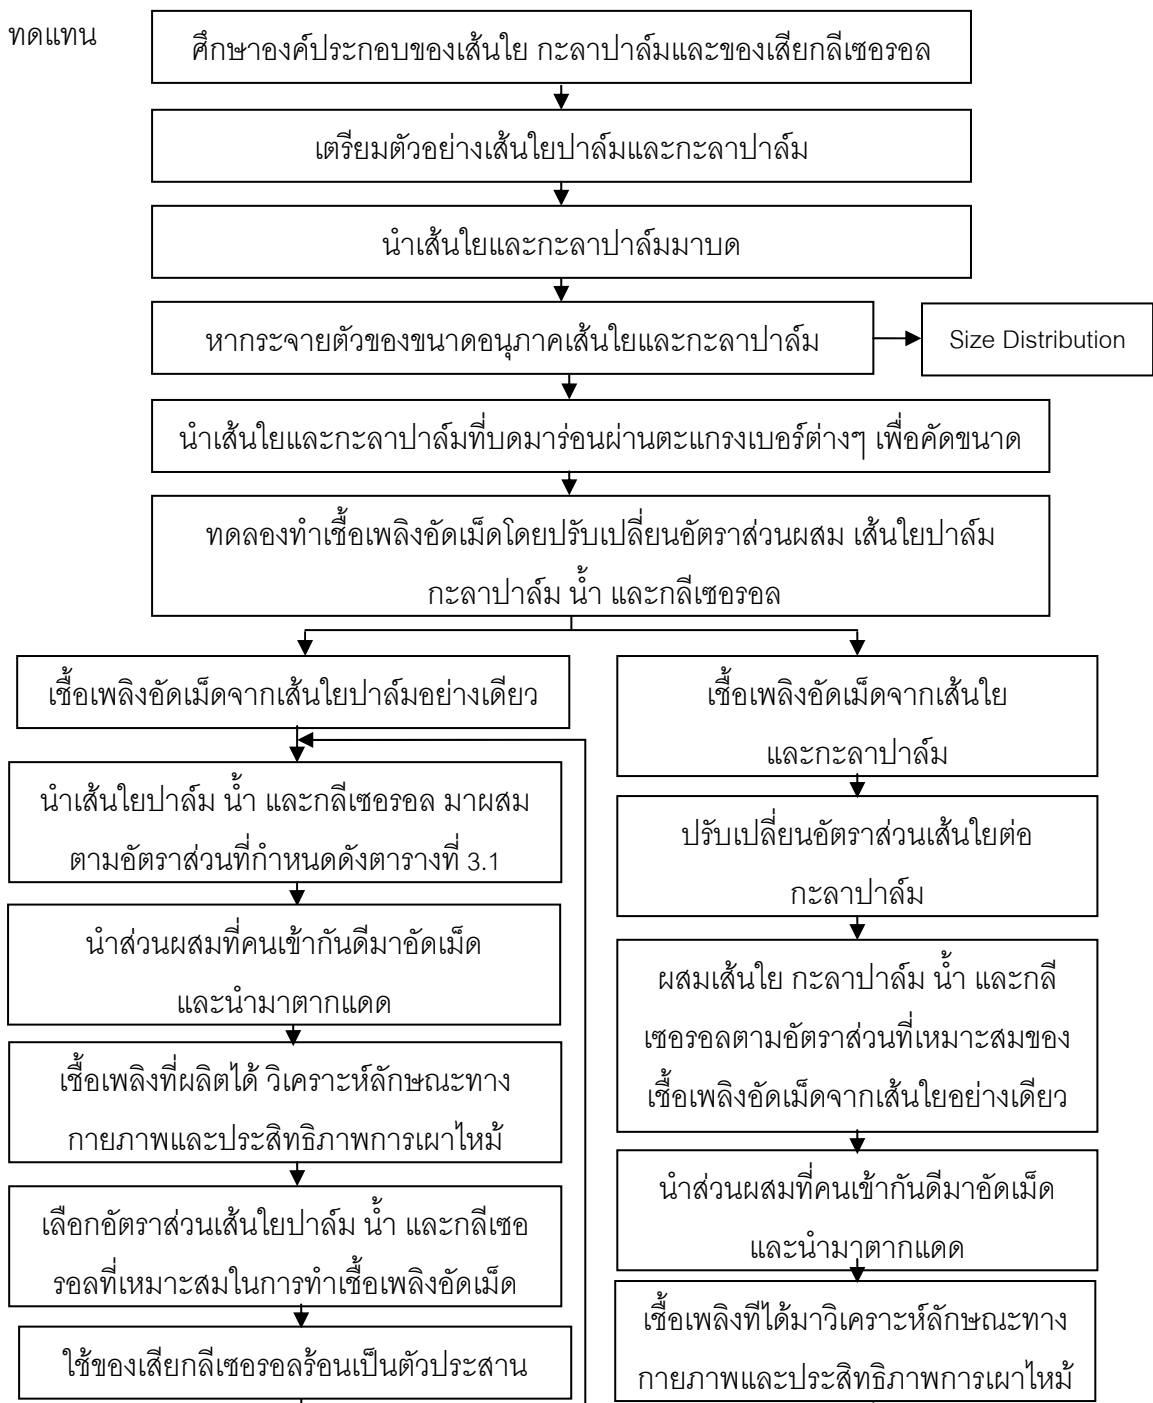 ทดแทน
ศึกษาองค์ประกอบของเส้นใย กะลาปาล์มและของเสียกลีเซอรอล
เตรียมตัวอย่างเส้นใยปาล์มและกะลาปาล์ม
นำเส้นใยและกะลาปาล์มมาบด
หากระจายตัวของขนาดอนุภาคเส้นใยและกะลาปาล์ม
Size Distribution
นำเส้นใยและกะลาปาล์มที่บดมาร่อนผ่านตะแกรงเบอร์ต่างๆ เพื่อคัดขนาด
ทดลองทำเชื้อเพลิงอัดเม็ดโดยปรับเปลี่ยนอัตราส่วนผสม เส้นใยปาล์ม
กะลาปาล์ม น้ำ และกลีเซอรอล
เชื้อเพลิงอัดเม็ดจากเส้นใยปาล์มอย่างเดียว
นำเส้นใยปาล์ม น้ำ และกลีเซอรอล มาผสม
ตามอัตราส่วนที่กำหนดดังตารางที่ 3.1
นำส่วนผสมที่คนเข้ากันดีมาอัดเม็ด
และนำมาตากแดด
เชื้อเพลิงที่ผลิตได้ วิเคราะห์ลักษณะทาง
กายภาพและประสิทธิภาพการเผาไหม้
เลือกอัตราส่วนเส้นใยปาล์ม น้ำ และกลีเซอ
รอลที่เหมาะสมในการทำเชื้อเพลิงอัดเม็ด
ใช้ของเสียกลีเซอรอลร้อนเป็นตัวประสาน
เชื้อเพลิงอัดเม็ดจากเส้นใย
และกะลาปาล์ม
ปรับเปลี่ยนอัตราส่วนเส้นใยต่อ
กะลาปาล์ม
ผสมเส้นใย กะลาปาล์ม น้ำ และกลี
เซอรอลตามอัตราส่วนที่เหมาะสมของ
เชื้อเพลิงอัดเม็ดจากเส้นใยอย่างเดียว
นำส่วนผสมที่คนเข้ากันดีมาอัดเม็ด
และนำมาตากแดด
เชื้อเพลิงทีได้มาวิเคราะห์ลักษณะทาง
กายภาพและประสิทธิภาพการเผาไหม้